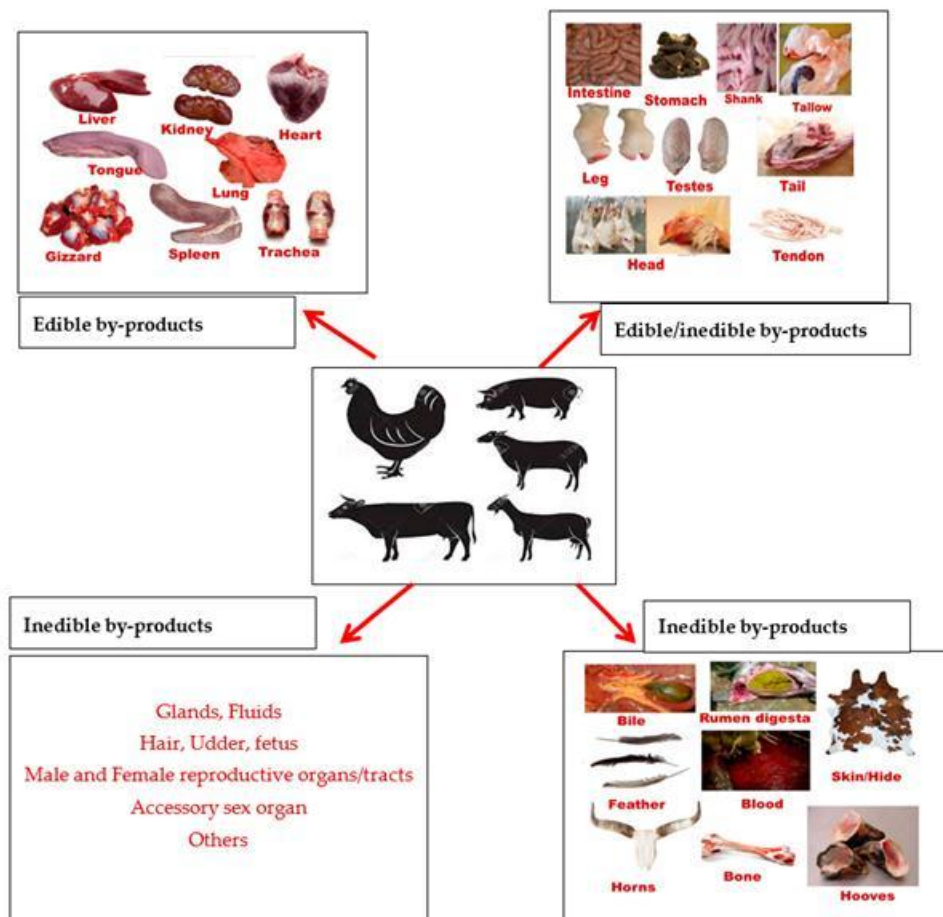 Liver
Kidney
Heart
Tongue
Lung
Gizzard
Spleen
Trachea
Edible by-products
Intestine
Stomach
Shank
Tallow
Leg
Testes
Tail
Head
Tendon
Edible/inedible by-products
Inedible by-products
Glands, Fluids
Hair, Udder, fetus
Male and Female reproductive organs/tracts
Accessory sex organ
Others
Inedible by-products
Bile
Rumen digesta
Skin/Hide
Feather
Blood
Horns
Bone
Hooves